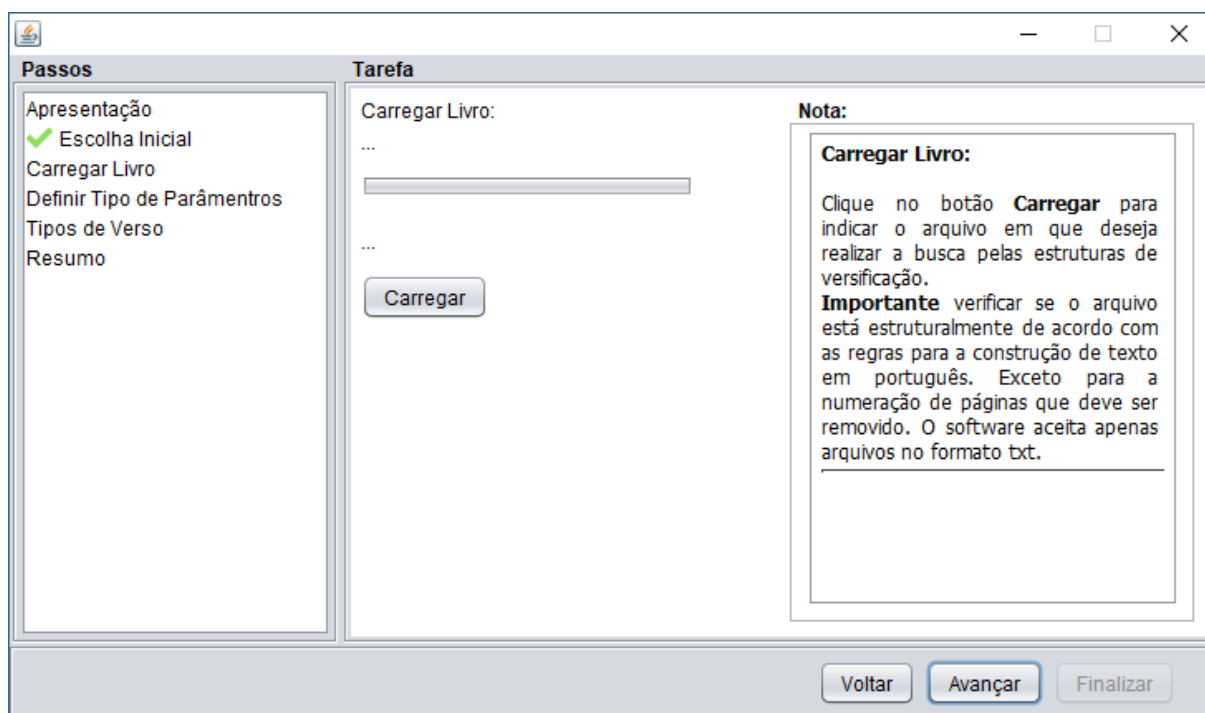 Passos
Apresentação
Escolha Inicial
Carregar Livro
Definir Tipo de Parâmentros
Tipos de Verso
Resumo
Tarefa
Carregar Livro:
...
...
Carregar
Nota:
Carregar Livro:
Clique no botão Carregar para
indicar o arquivo em que deseja
realizar a busca pelas estruturas de
versificação.
Importante verificar se o arquivo
está estruturalmente de acordo com
as regras para a construção de texto
em português. Exceto para a
numeração de páginas que deve ser
removido. O software aceita apenas
arquivos no formato txt.
Voltar
Avançar
Finalizar